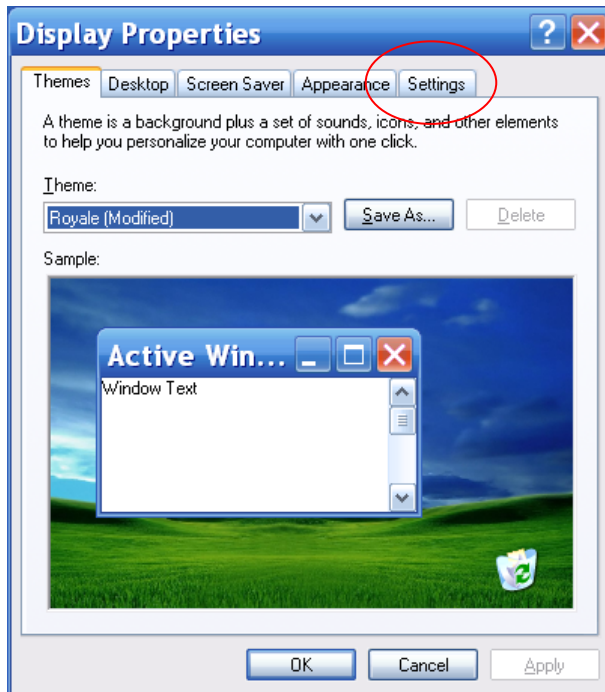 Display Properties
Themes Desktop Screen Saver Appearance Settings
A theme is a background plus a set of sounds, icons, and other elements
to help you personalize your computer with one click.
Theme:
Royale (Modified) Save As... Delete
Sample:
Active Win...
Window Text
OK Cancel Apply